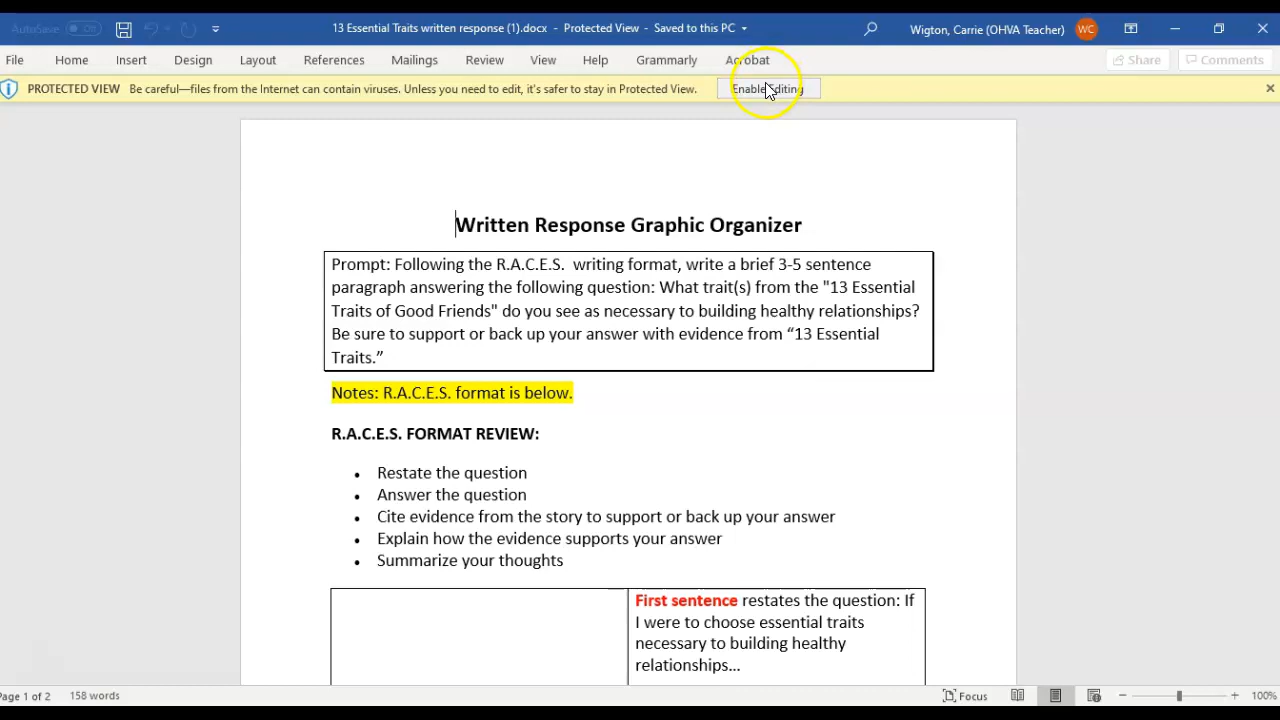 AutoSave Off 13 Essential Traits written response (1).docx - Protected View - Saved to this PC Wigton, Carrie (OHVA Teacher) WC
File Home Insert Design Layout References Mailings Review View Help Grammarly Acrobat Share Comments
PROTECTED VIEW Be careful—files from the Internet can contain viruses. Unless you need to edit, it's safer to stay in Protected View. Enable Editing
Written Response Graphic Organizer
Prompt: Following the R.A.C.E.S. writing format, write a brief 3-5 sentence
paragraph answering the following question: What trait(s) from the "13 Essential
Traits of Good Friends" do you see as necessary to building healthy relationships?
Be sure to support or back up your answer with evidence from “13 Essential
Traits.”
Notes: R.A.C.E.S. format is below.
R.A.C.E.S. FORMAT REVIEW:
• Restate the question
• Answer the question
• Cite evidence from the story to support or back up your answer
• Explain how the evidence supports your answer
• Summarize your thoughts
First sentence restates the question: If
I were to choose essential traits
necessary to building healthy
relationships...
Page 1 of 2 158 words Focus 100%